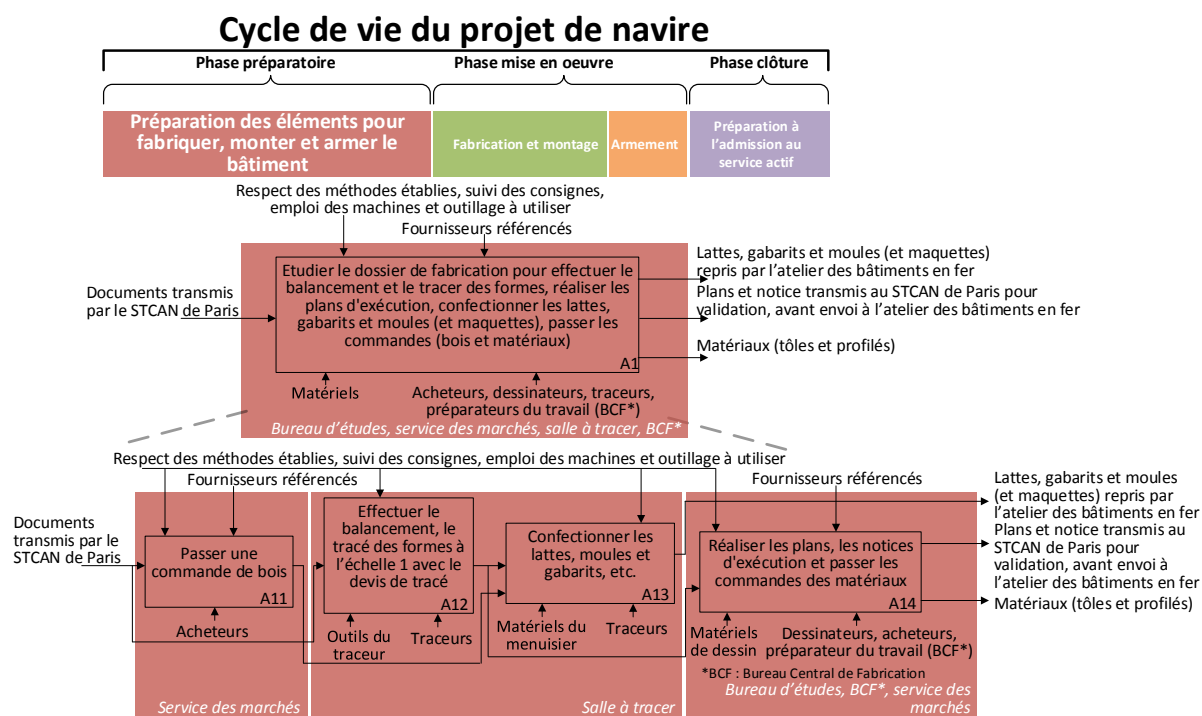 Cycle de vie du projet de navire
Phase préparatoire
Phase mise en oeuvre
Phase clôture
Préparation des éléments pour
fabriquer, monter et armer le
bâtiment
Fabrication et montage
Armement
Préparation à
l'admission au
service actif
Respect des méthodes établies, suivi des consignes,
emploi des machines et outillage à utiliser
Fournisseurs référencés
Documents transmis
par le STCAN de Paris
Etudier le dossier de fabrication pour effectuer le
balancement et le tracer des formes, réaliser les
plans d'exécution, confectionner les lattes,
gabarits et moules (et maquettes), passer les
commandes (bois et matériaux)
A1
Lattes, gabarits et moules (et maquettes)
repris par l'atelier des bâtiments en fer
Plans et notice transmis au STCAN de Paris pour
validation, avant envoi à l'atelier des bâtiments en fer
Matériaux (tôles et profilés)
Matériels
Acheteurs, dessinateurs, traceurs,
préparateurs du travail (BCF*)
Bureau d'études, service des marchés, salle à tracer, BCF*
Respect des méthodes établies, suivi des consignes, emploi des machines et outillage à utiliser
Fournisseurs référencés
Fournisseurs référencés
Documents
transmis par le
STCAN de Paris
Passer une
commande de bois
A11
Acheteurs
Service des marchés
Effectuer le
balancement, le
tracé des formes à
l'échelle 1 avec le
devis de tracé
A12
Outils du
traceur
Traceurs
Confectionner les
lattes, moules et
gabarits, etc.
A13
Matériels du
menuisier
Traceurs
Salle à tracer
Réaliser les plans, les notices
d'exécution et passer les
commandes des matériaux
A14
Matériels
de dessin
Dessinateurs, acheteurs,
préparateur du travail (BCF*)
*BCF : Bureau Central de Fabrication
Bureau d'études, BCF*, service des
marchés
Lattes, gabarits et moules
(et maquettes) repris par
l'atelier des bâtiments en fer
Plans et notice transmis au
STCAN de Paris pour
validation, avant envoi à
l'atelier des bâtiments en fer
Matériaux (tôles et profilés)